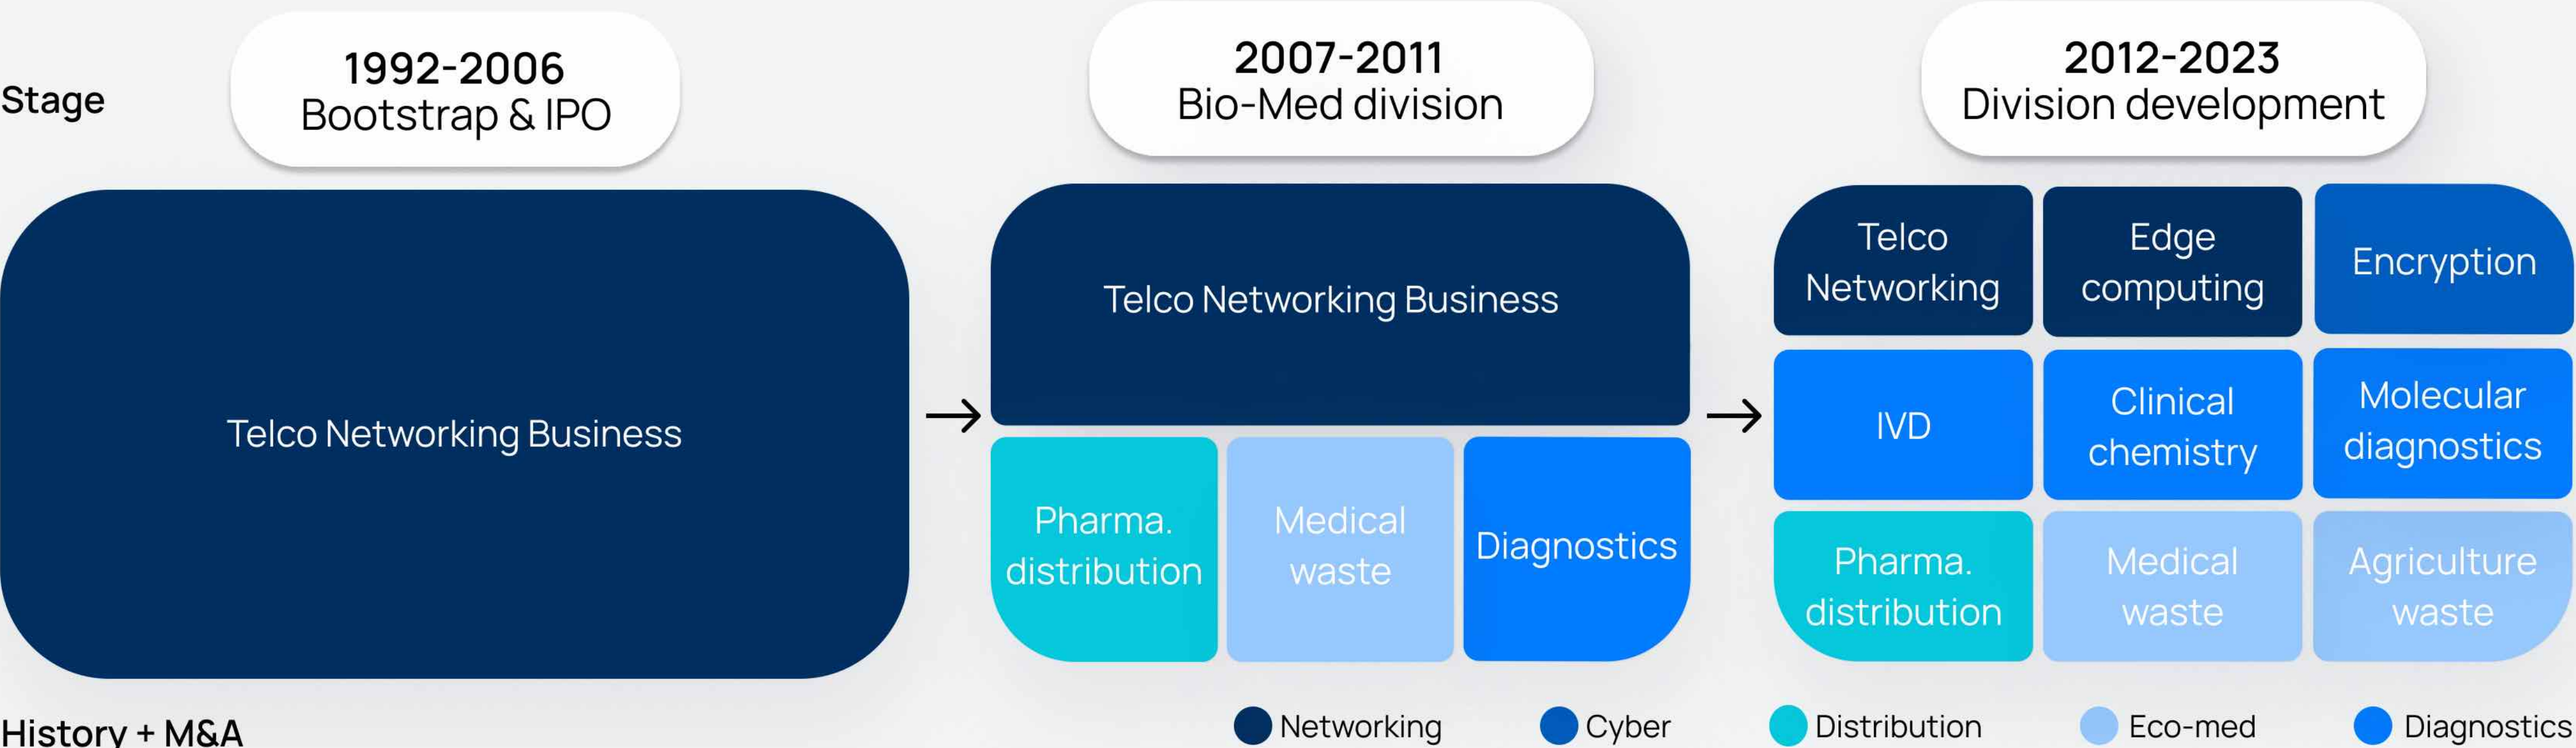 Stage
1992-2006
Bootstrap & IPO
2007-2011
Bio-Med division
2012-2023
Division development
Telco Networking Business
Telco Networking Business
Pharma.
distribution
Medical
waste
Diagnostics
Telco
Networking
Edge
computing
Encryption
IVD
Clinical
chemistry
Molecular
diagnostics
Pharma.
distribution
Medical
waste
Agriculture
waste
History + M&A
Networking
Cyber
Distribution
Eco-med
Diagnostics